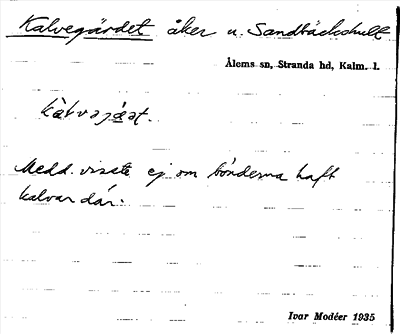 Kalvegärdet åker u. Sandbäckshult
Ålems sn, Stranda hd, Kalm. l.
Medd. visste ej om bönderna haft
kalvar där.
Ivar Modéer 1935